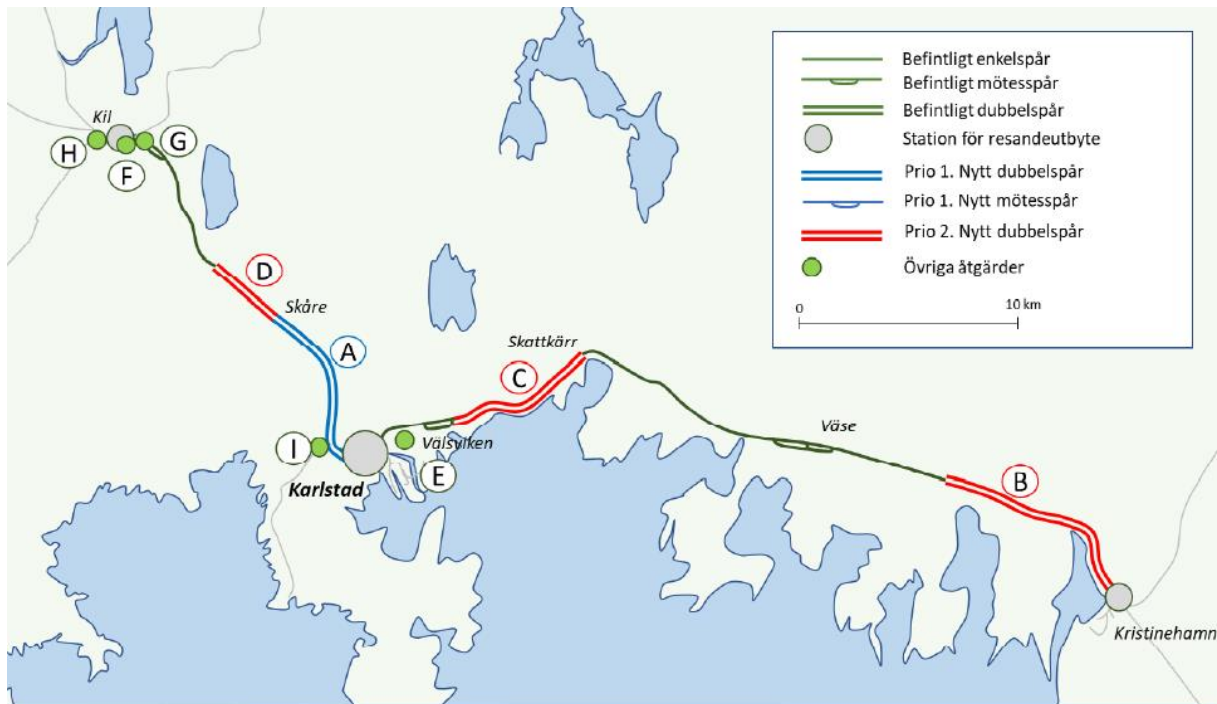 Befintligt enkelspår
Befintligt mötesspår
Befintligt dubbelspår
Station för resandeutbyte
Prio 1. Nytt dubbelspår
Prio 1. Nytt mötesspår
Prio 2. Nytt dubbelspår
Övriga åtgärder
0
10 km
Kil
H
G
F
D
Skåre
A
Skattkärr
C
I
Välsviken
E
Karlstad
Väse
B
Kristinehamn